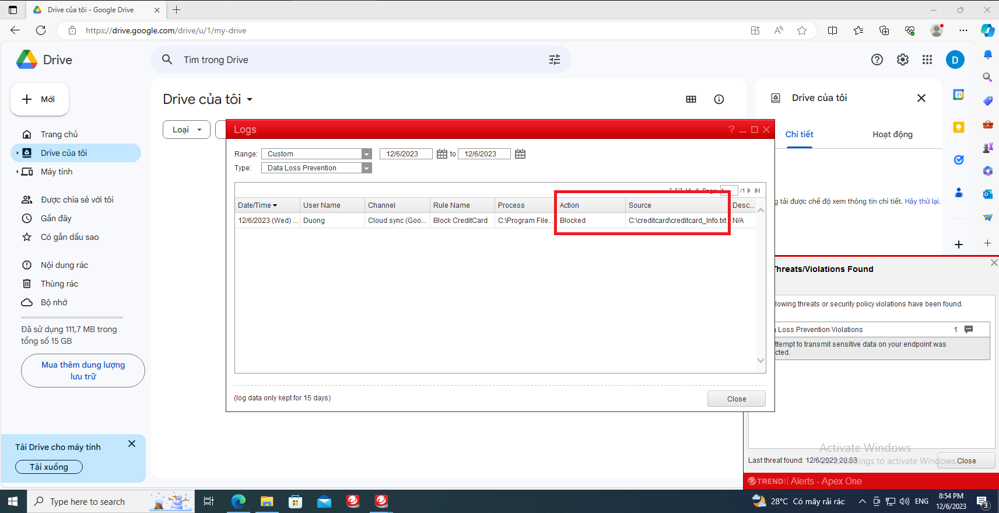 Drive của tôi - Google Drive
https://drive.google.com/drive/u/1/my-drive
Drive
Tìm trong Drive
D
Mới
Trang chủ
Drive của tôi
Máy tính
Được chia sẻ với tôi
Gần đây
Có gắn dấu sao
Nội dung rác
Thùng rác
Bộ nhớ
Đã sử dụng 111,7 MB trong
tổng số 15 GB
Mua thêm dung lượng
lưu trữ
Tải Drive cho máy tính
Tải xuống
Drive của tôi
Loại
Drive của tôi
Chi tiết
Hoạt động
tải được chế độ xem thông tin chi tiết. Hãy thử lại.
31
Logs
Range: Custom 12/6/2023 to 12/6/2023
Type: Data Loss Prevention
1-1/1 Page: 1 /1
Date/Time User Name Channel Rule Name Process Action Source Desc...
12/6/2023 (Wed) ... Duong Cloud sync (Goo... Block CreditCard C:\Program File... Blocked C:\creditcard\creditcard_Info.txt N/A
(log data only kept for 15 days)
Close
Threats/Violations Found
lowing threats or security policy violations have been found.
Loss Prevention Violations 1
ttempt to transmit sensitive data on your endpoint was
cted.
Activate Windows
Go to Settings to activate Windows.
Last threat found: 12/6/2023 20:53
Close
TREND Alerts - Apex One
Type here to search
28°C Có mây rải rác
ENG
8:54 PM
12/6/2023
3